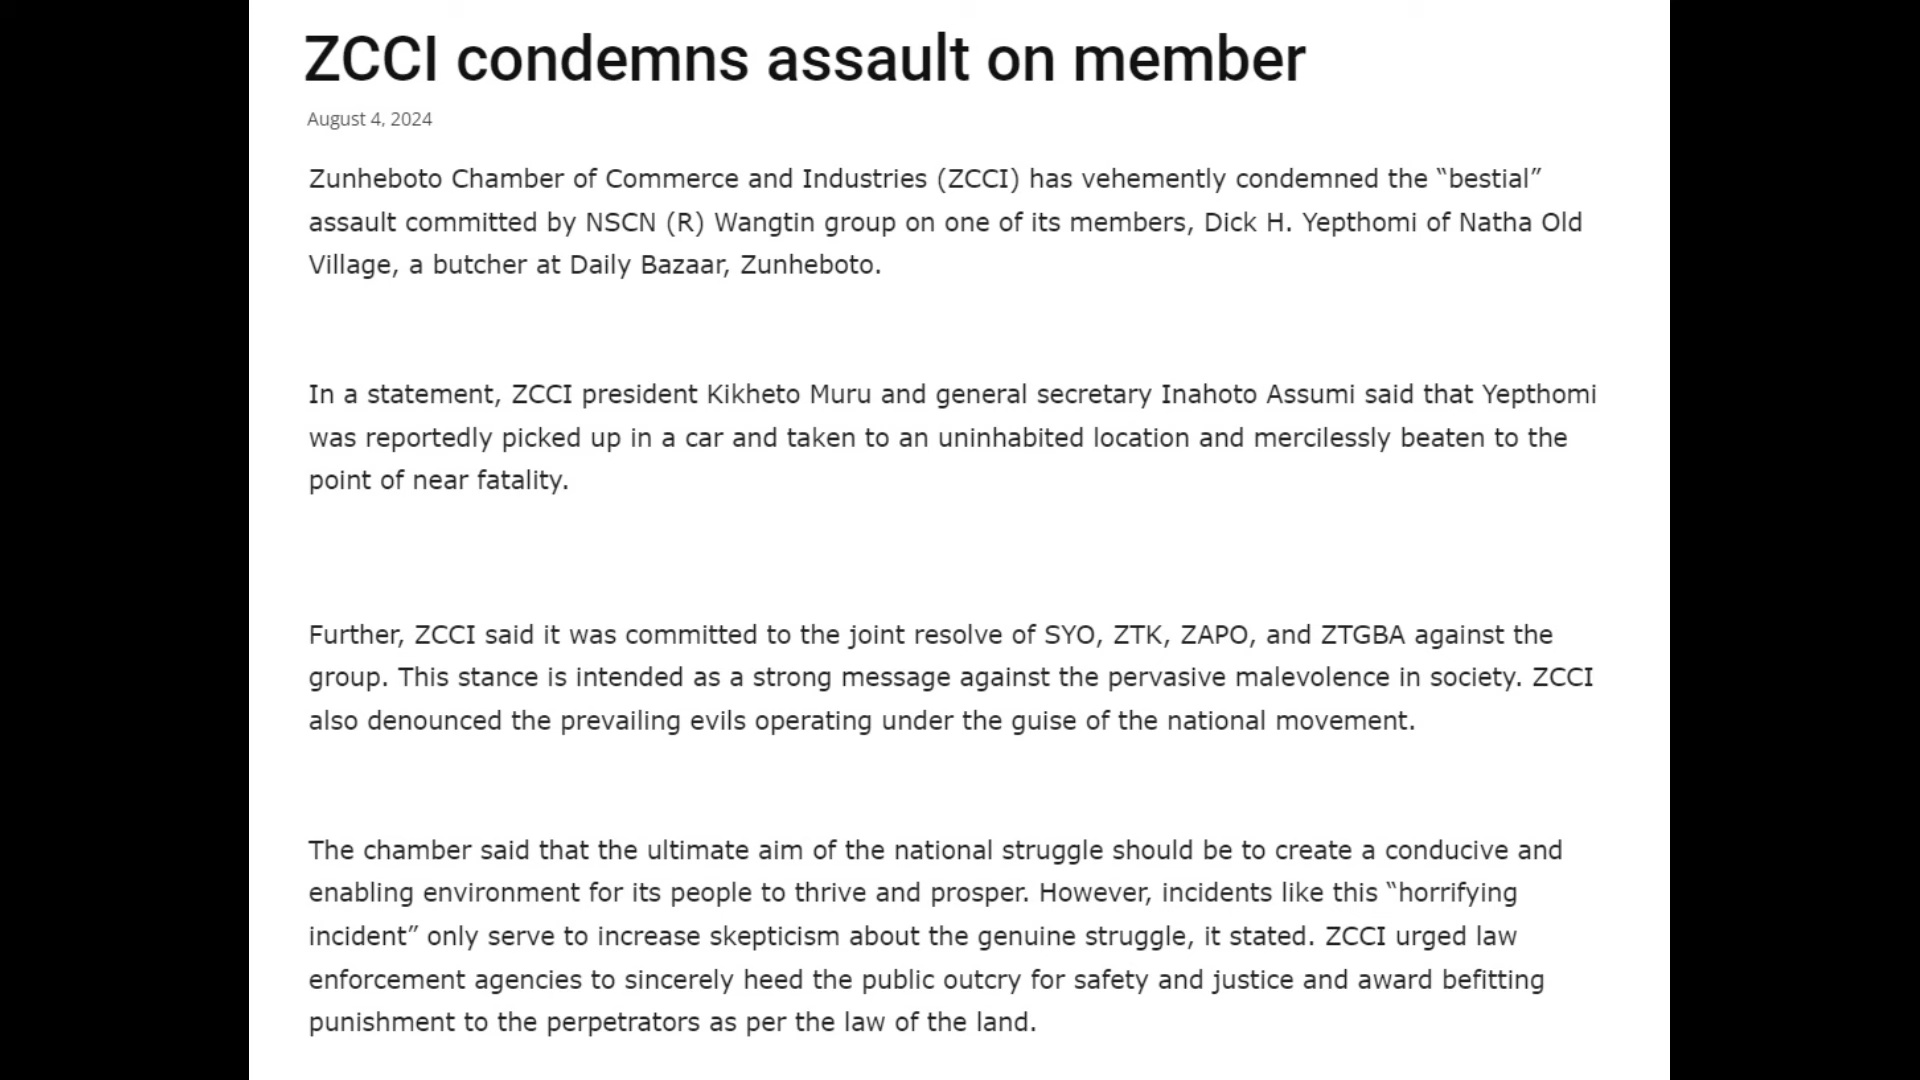 ZCCI condemns assault on member
August 4, 2024
Zunheboto Chamber of Commerce and Industries (ZCCI) has vehemently condemned the “bestial”
assault committed by NSCN (R) Wangtin group on one of its members, Dick H. Yepthomi of Natha Old
Village, a butcher at Daily Bazaar, Zunheboto.
In a statement, ZCCI president Kikheto Muru and general secretary Inahoto Assumi said that Yepthomi
was reportedly picked up in a car and taken to an uninhabited location and mercilessly beaten to the
point of near fatality.
Further, ZCCI said it was committed to the joint resolve of SYO, ZTK, ZAPO, and ZTGBA against the
group. This stance is intended as a strong message against the pervasive malevolence in society. ZCCI
also denounced the prevailing evils operating under the guise of the national movement.
The chamber said that the ultimate aim of the national struggle should be to create a conducive and
enabling environment for its people to thrive and prosper. However, incidents like this “horrifying
incident” only serve to increase skepticism about the genuine struggle, it stated. ZCCI urged law
enforcement agencies to sincerely heed the public outcry for safety and justice and award befitting
punishment to the perpetrators as per the law of the land.